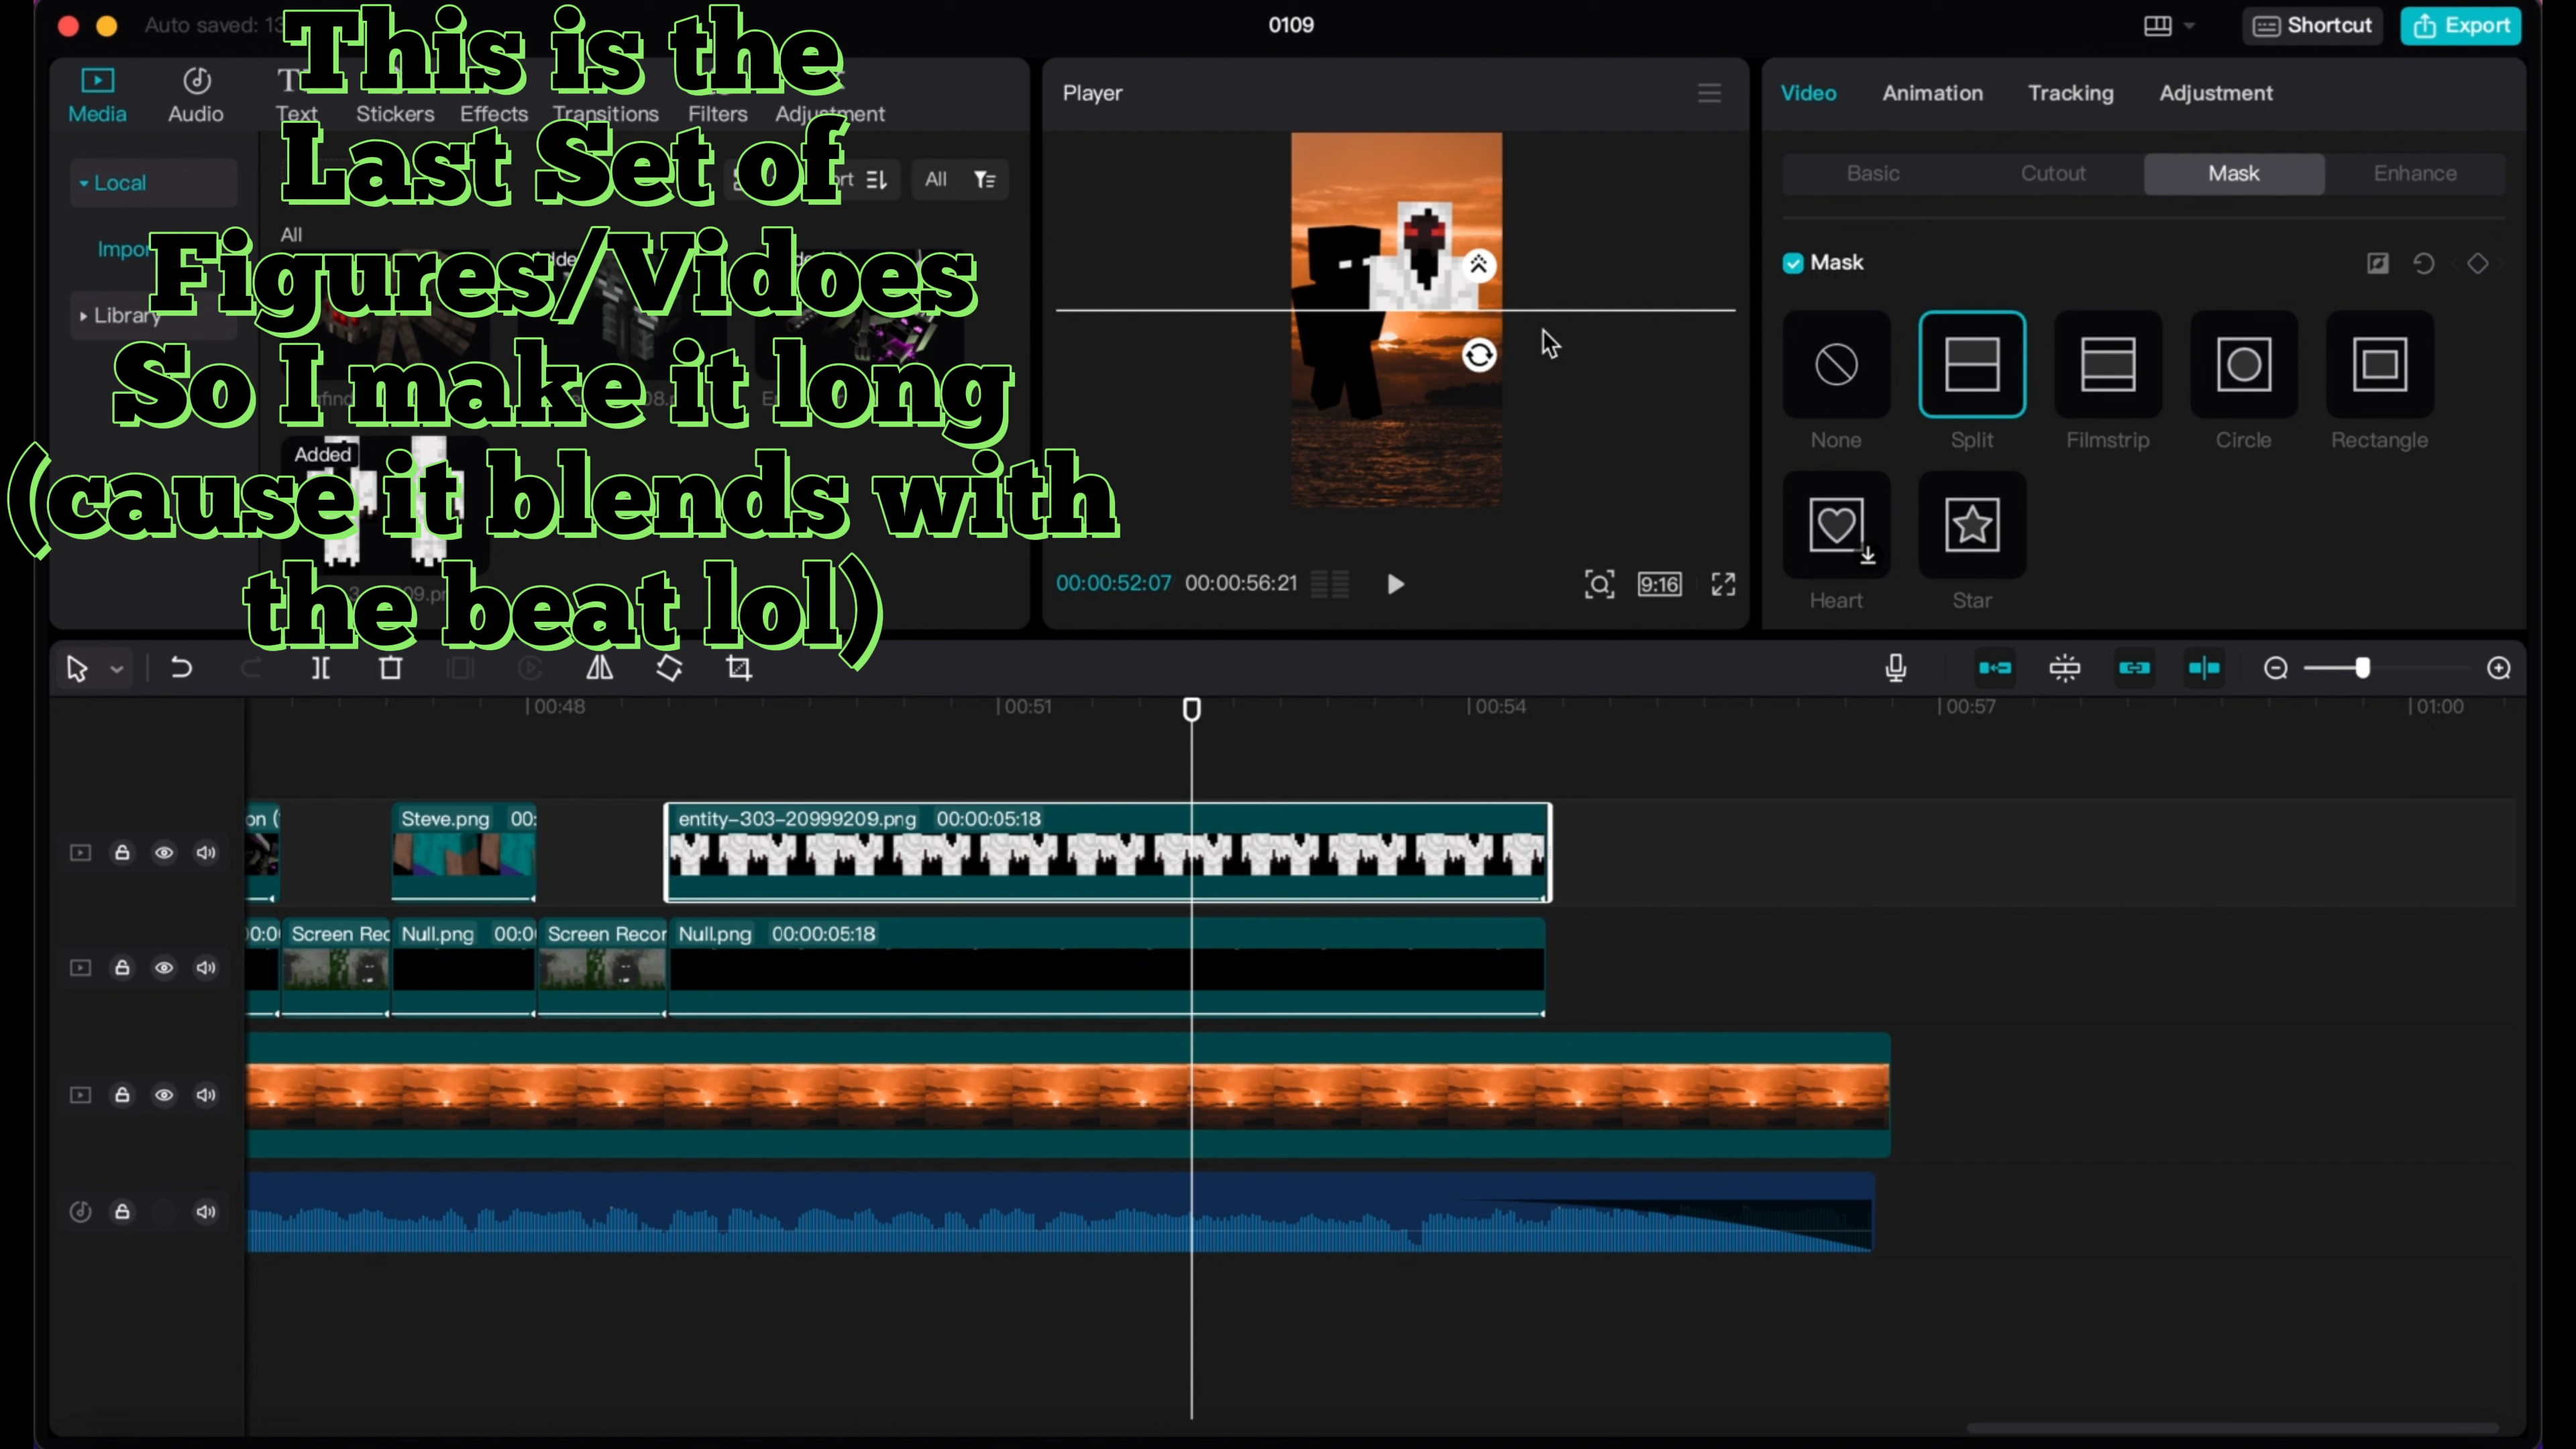 Auto saved: 13
0109
Shortcut
Export
This is the
Last Set of
Figures/Vidoes
So I make it long
(cause it blends with
the beat lol)
Media
Audio
Text
Stickers
Effects
Transitions
Filters
Adjustment
Local
Library
All
All
Added
Player
00:00:52:07
00:00:56:21
9:16
Video
Animation
Tracking
Adjustment
Basic
Cutout
Mask
Enhance
Mask
None
Split
Filmstrip
Circle
Rectangle
Heart
Star
00:48
00:51
00:54
00:57
01:00
Steve.png 00:
entity-303-20999209.png 00:00:05:18
Screen Rec
Null.png 00:0
Screen Recor
Null.png 00:00:05:18